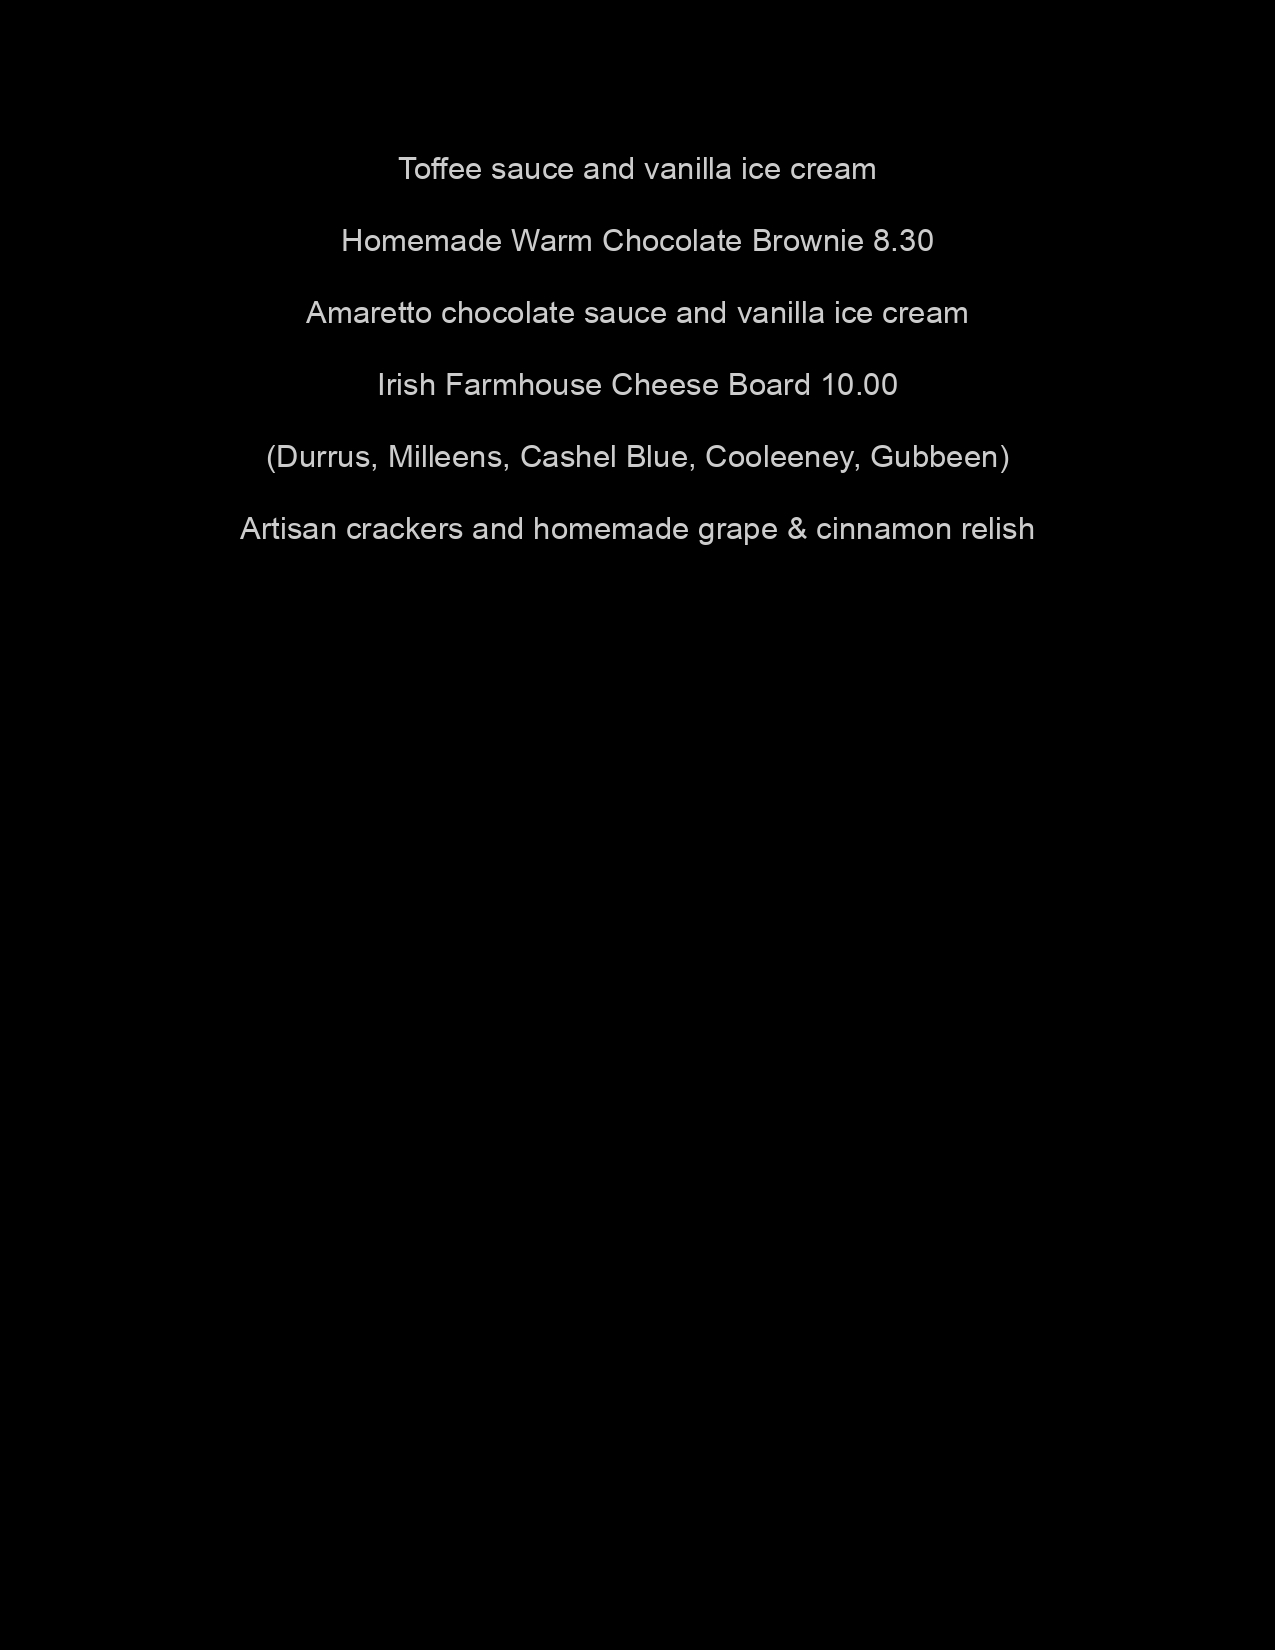 Toffee sauce and vanilla ice cream
Homemade Warm Chocolate Brownie 8.30
Amaretto chocolate sauce and vanilla ice cream
Irish Farmhouse Cheese Board 10.00
(Durrus, Milleens, Cashel Blue, Cooleeney, Gubbeen)
Artisan crackers and homemade grape & cinnamon relish